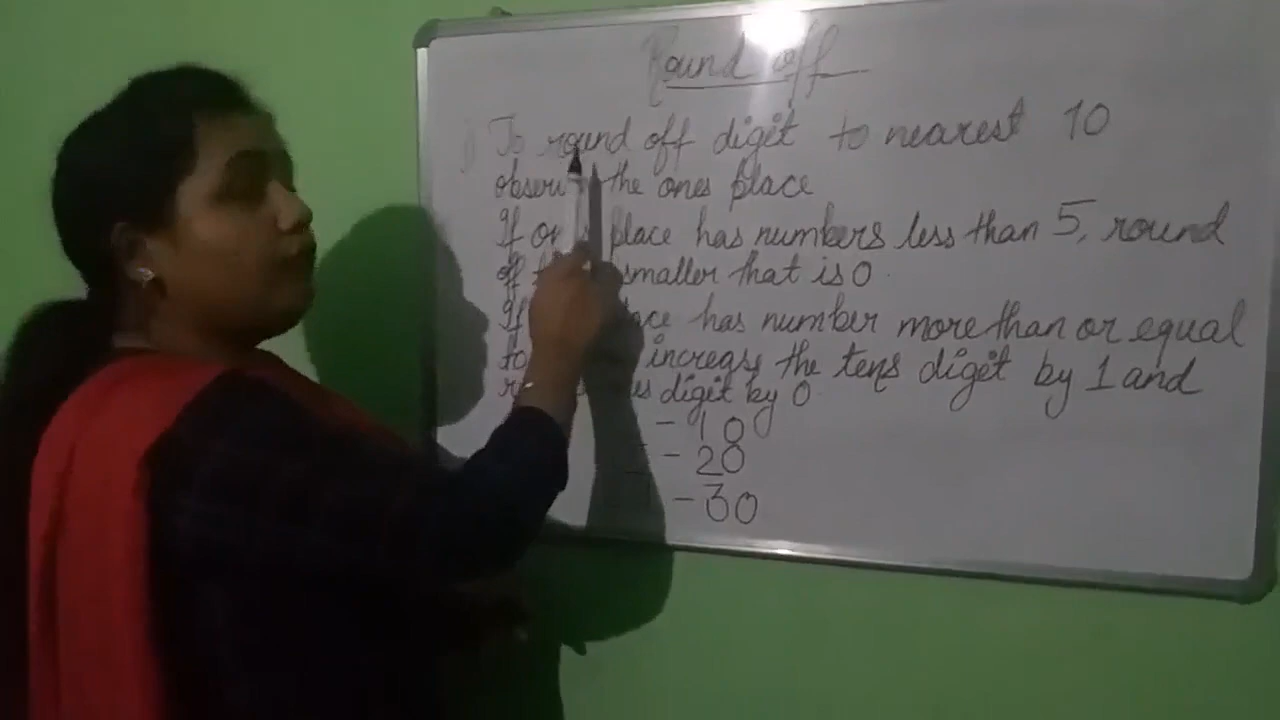 Round off
To round off digit to nearest 10
the ones place
If place has numbers less than 5, round
off smaller that is 0
If has number more than or equal
to increase the tens digit by 1 and
digit by 0
- 10
- 20
- 30